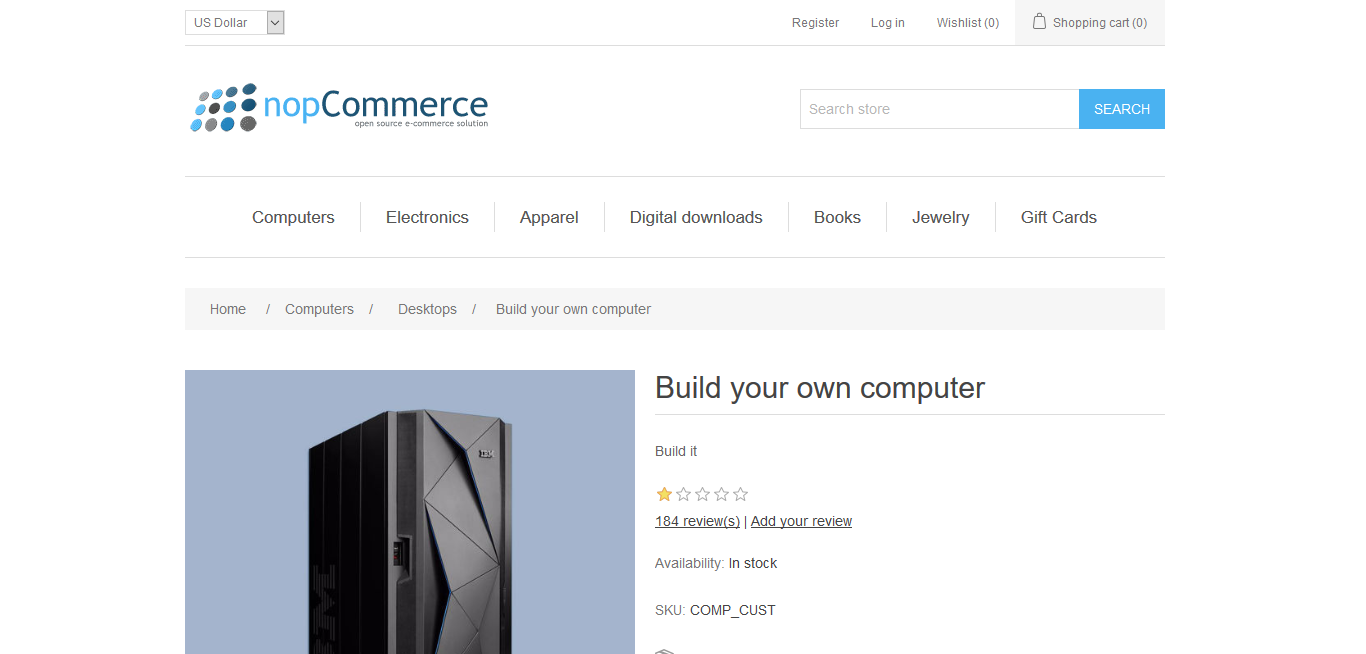 US Dollar
Register
Log in
Wishlist (0)
Shopping cart (0)
nopCommerce
open source e-commerce solution
Search store
SEARCH
Computers
Electronics
Apparel
Digital downloads
Books
Jewelry
Gift Cards
Home / Computers / Desktops / Build your own computer
Build your own computer
Build it
184 review(s) | Add your review
Availability: In stock
SKU: COMP_CUST
IBM
IBM